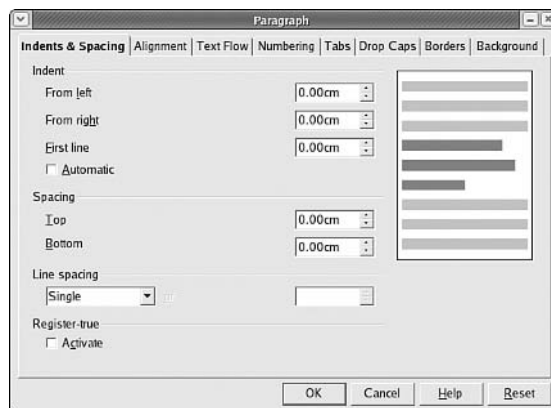 Paragraph
Indents & Spacing Alignment Text Flow Numbering Tabs Drop Caps Borders Background
Indent
From left 0.00cm
From right 0.00cm
First line 0.00cm
Automatic
Spacing
Top 0.00cm
Bottom 0.00cm
Line spacing
Single
Register-true
Activate
OK Cancel Help Reset